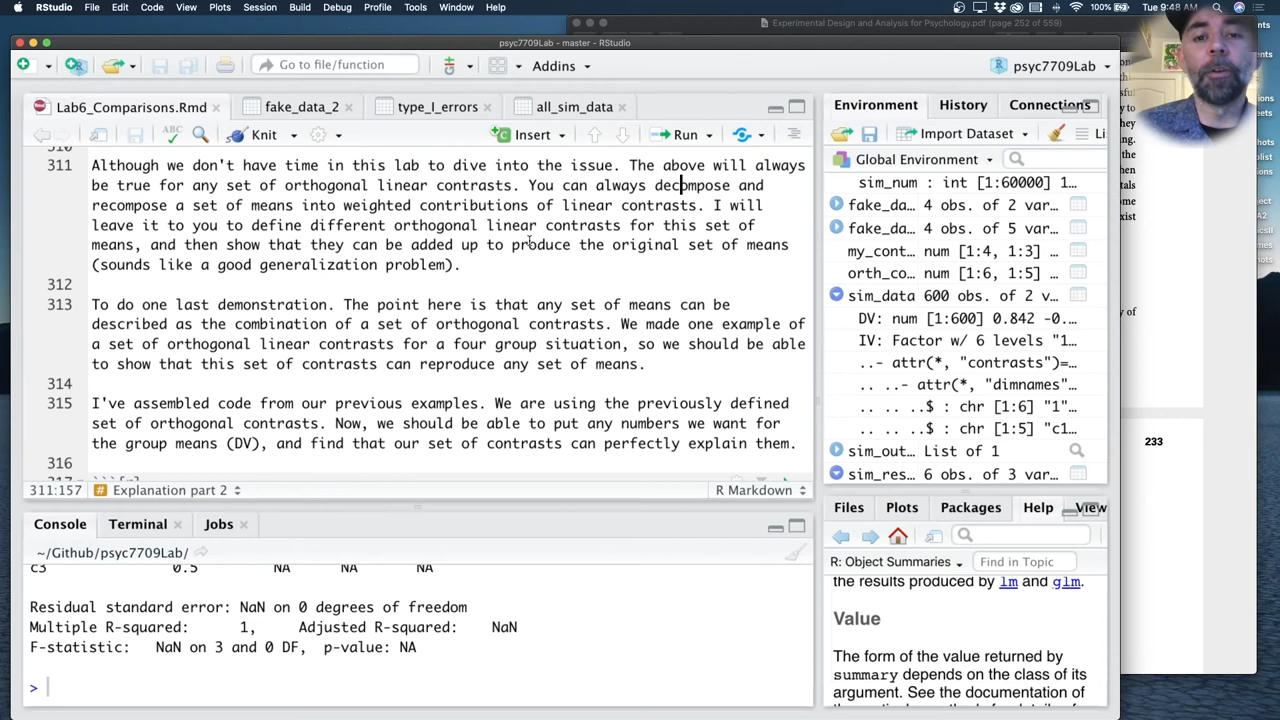 RStudio File Edit Code View Plots Session Build Debug Profile Tools Window Help 100% Tue 9:48 AM
Experimental Design and Analysis for Psychology.pdf (page 252 of 559)
psyc7709Lab - master - RStudio
Go to file/function Addins psyc7709Lab
Lab6_Comparisons.Rmd fake_data_2 type_I_errors all_sim_data
Knit Insert Run
311 Although we don't have time in this lab to dive into the issue. The above will always
be true for any set of orthogonal linear contrasts. You can always decompose and
recompose a set of means into weighted contributions of linear contrasts. I will
leave it to you to define different orthogonal linear contrasts for this set of
means, and then show that they can be added up to produce the original set of means
(sounds like a good generalization problem).
312
313 To do one last demonstration. The point here is that any set of means can be
described as the combination of a set of orthogonal contrasts. We made one example of
a set of orthogonal linear contrasts for a four group situation, so we should be able
to show that this set of contrasts can reproduce any set of means.
314
315 I've assembled code from our previous examples. We are using the previously defined
set of orthogonal contrasts. Now, we should be able to put any numbers we want for
the group means (DV), and find that our set of contrasts can perfectly explain them.
316
311:157 # Explanation part 2 R Markdown
Console Terminal Jobs
~/Github/psyc7709Lab/
c3 0.5 NA NA NA
Residual standard error: NaN on 0 degrees of freedom
Multiple R-squared: 1, Adjusted R-squared: NaN
F-statistic: NaN on 3 and 0 DF, p-value: NA
>
Environment History Connections
Import Dataset Li
Global Environment
sim_num : int [1:60000] 1…
fake_da… 4 obs. of 2 var…
fake_da… 4 obs. of 5 var…
my_cont… num [1:4, 1:3] …
orth_co… num [1:6, 1:5] …
sim_data 600 obs. of 2 v…
DV: num [1:600] 0.842 -0.…
IV: Factor w/ 6 levels "1…
..- attr(*, "contrasts")=…
.. ..- attr(*, "dimnames"…
.. .. ..$ : chr [1:6] "1"…
.. .. ..$ : chr [1:5] "c1…
sim_out… List of 1
sim_res… 6 obs. of 3 var…
Files Plots Packages Help View
R: Object Summaries Find in Topic
the results produced by lm and glm.
Value
The form of the value returned by
summary depends on the class of its
argument. See the documentation of
233